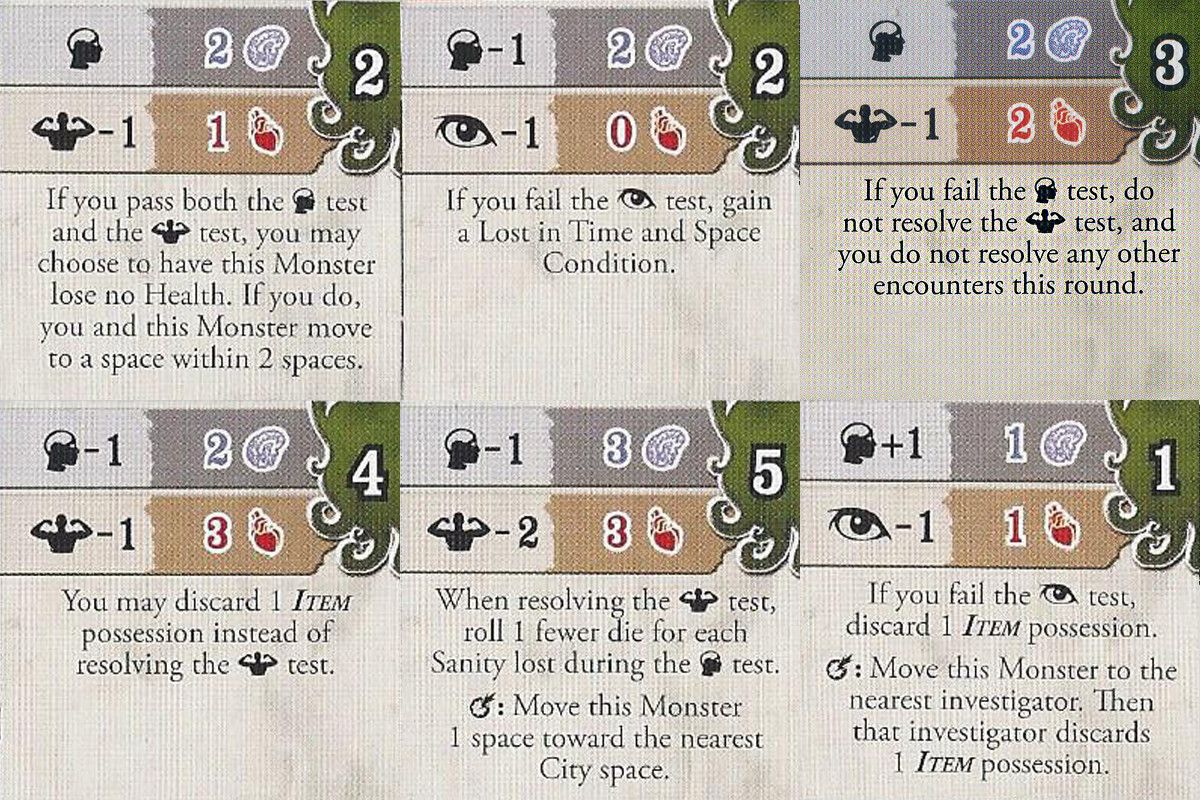 2
2
-1 1
If you pass both the test
and the test, you may
choose to have this Monster
lose no Health. If you do,
you and this Monster move
to a space within 2 spaces.
-1 2
2
-1 0
If you fail the test, gain
a Lost in Time and Space
Condition.
2
3
-1 2
If you fail the test, do
not resolve the test, and
you do not resolve any other
encounters this round.
-1 2
4
-1 3
You may discard 1 ITEM
possession instead of
resolving the test.
-1 3
5
-2 3
When resolving the test,
roll 1 fewer die for each
Sanity lost during the test.
: Move this Monster
1 space toward the nearest
City space.
+1 1
1
-1 1
If you fail the test,
discard 1 ITEM possession.
: Move this Monster to the
nearest investigator. Then
that investigator discards
1 ITEM possession.